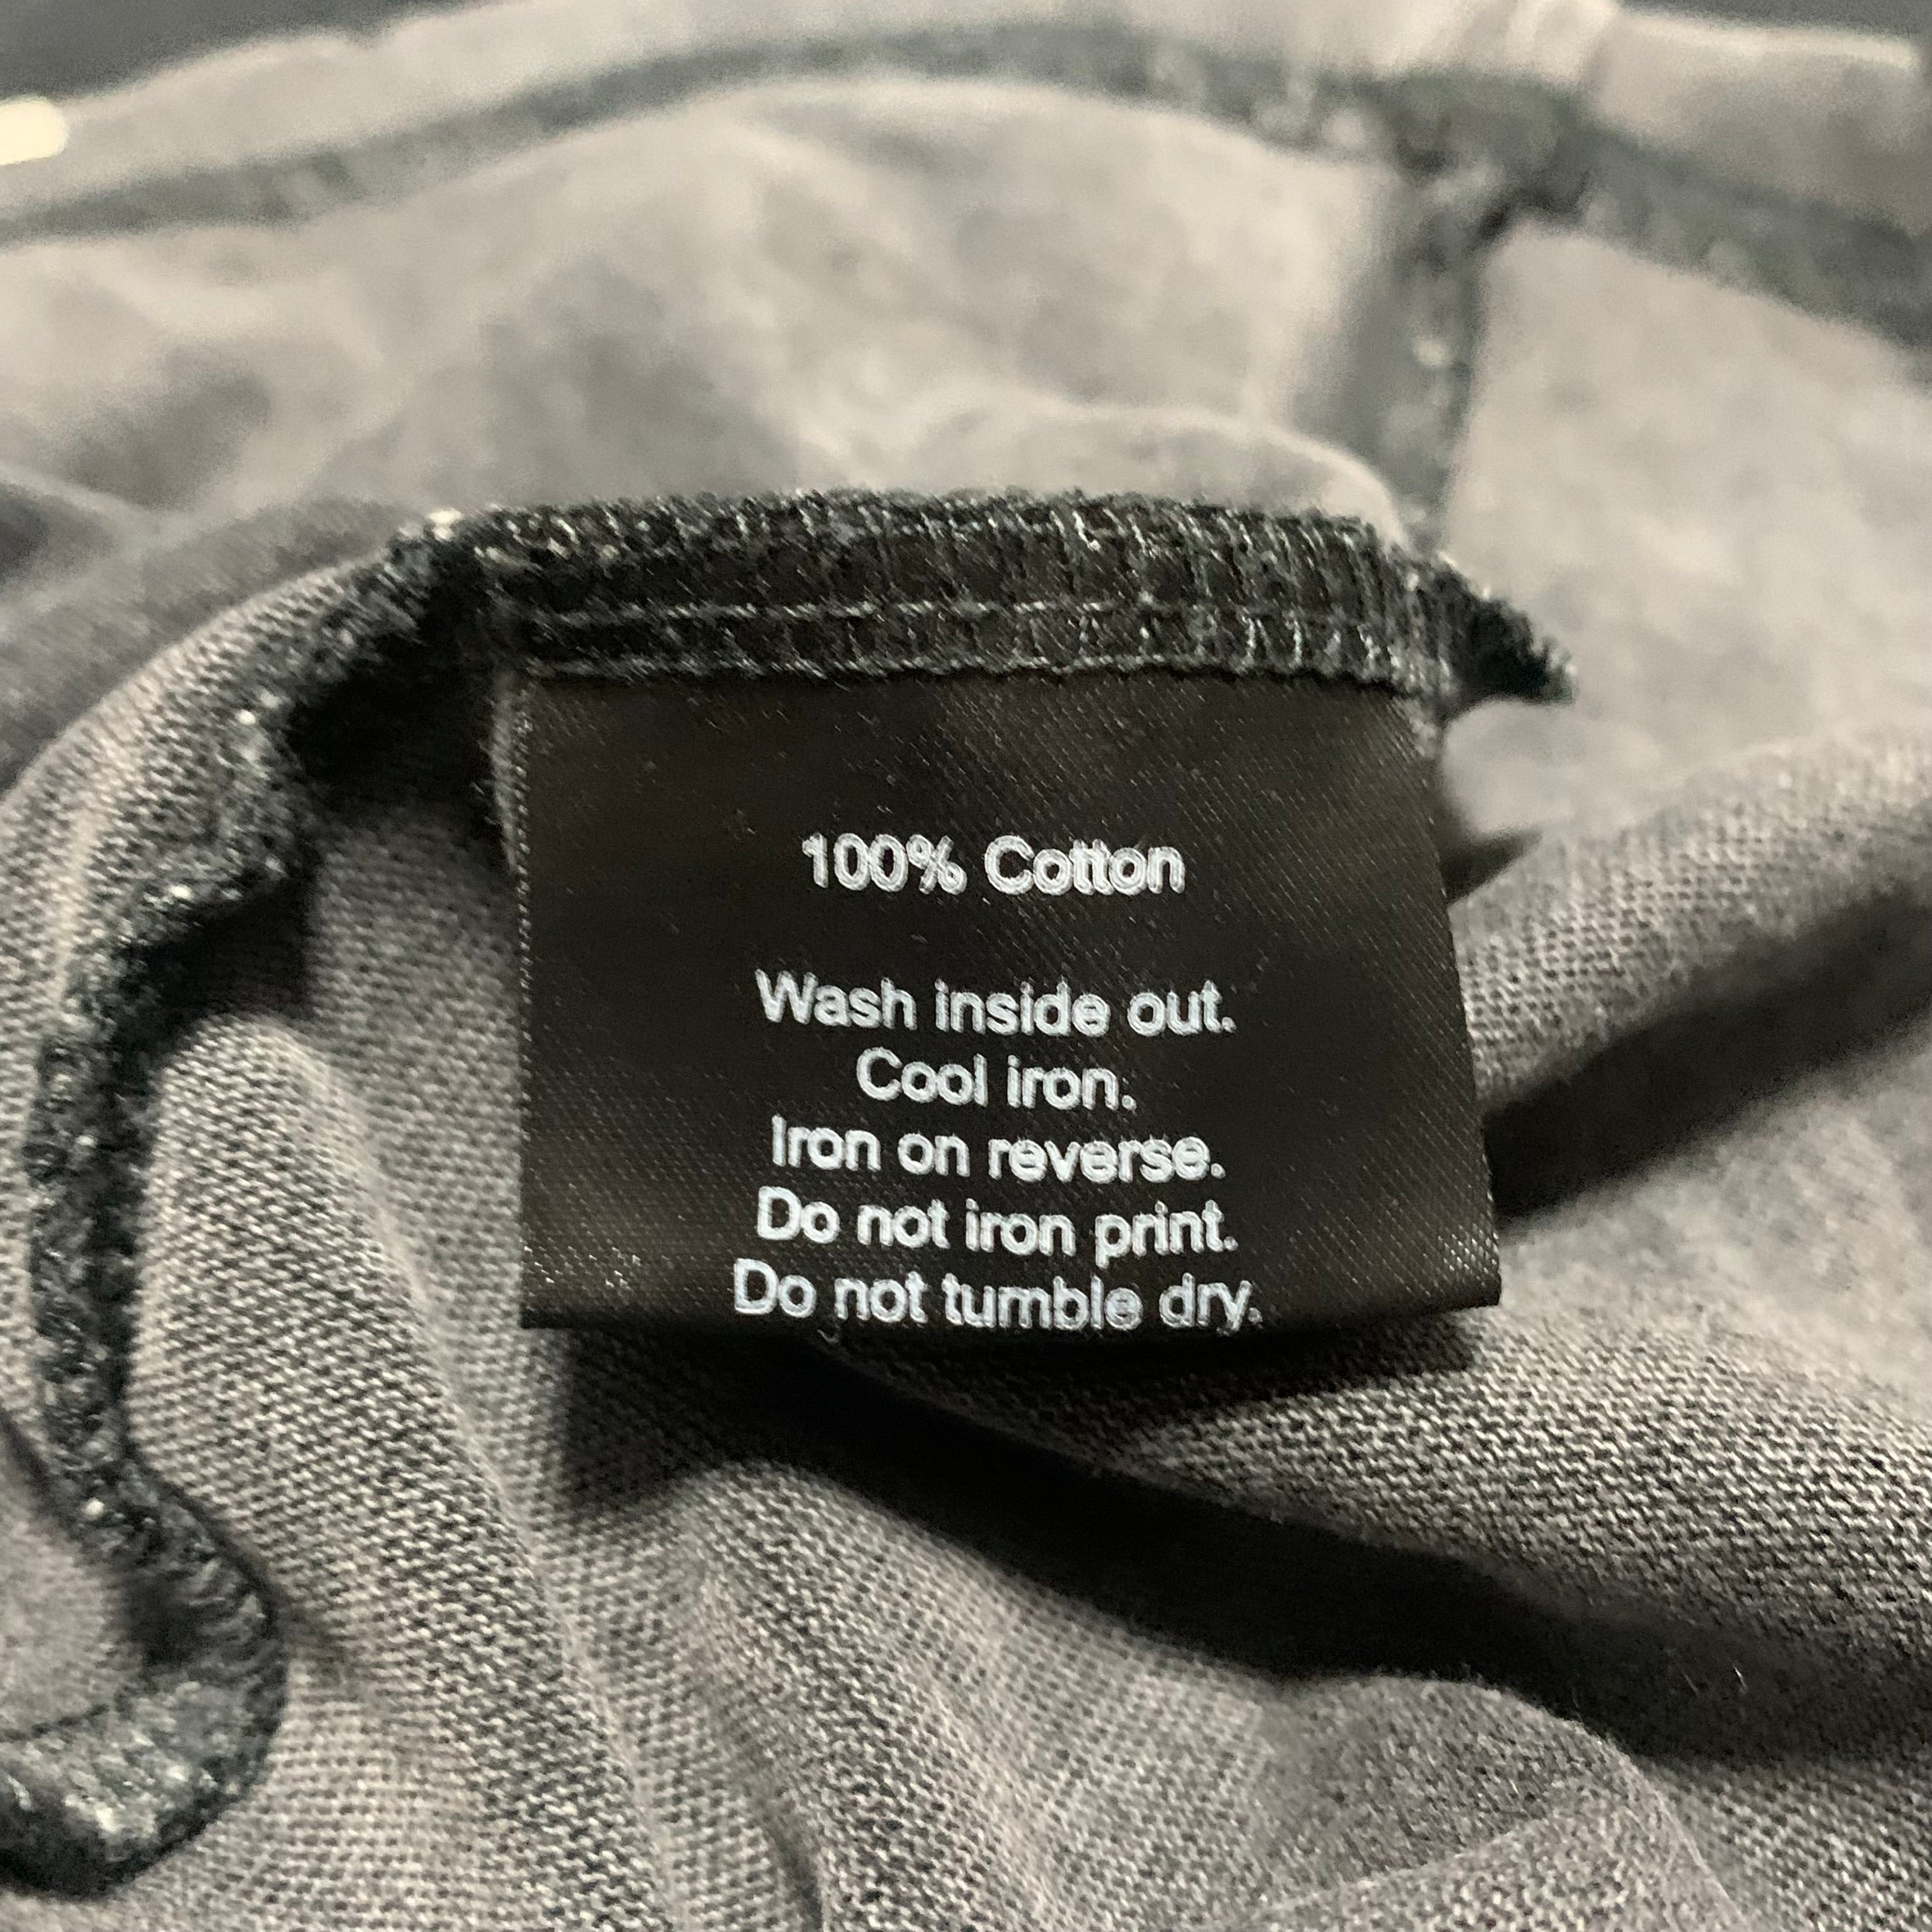 100% Cotton
Wash inside out.
Cool iron.
Iron on reverse.
Do not iron print.
Do not tumble dry.